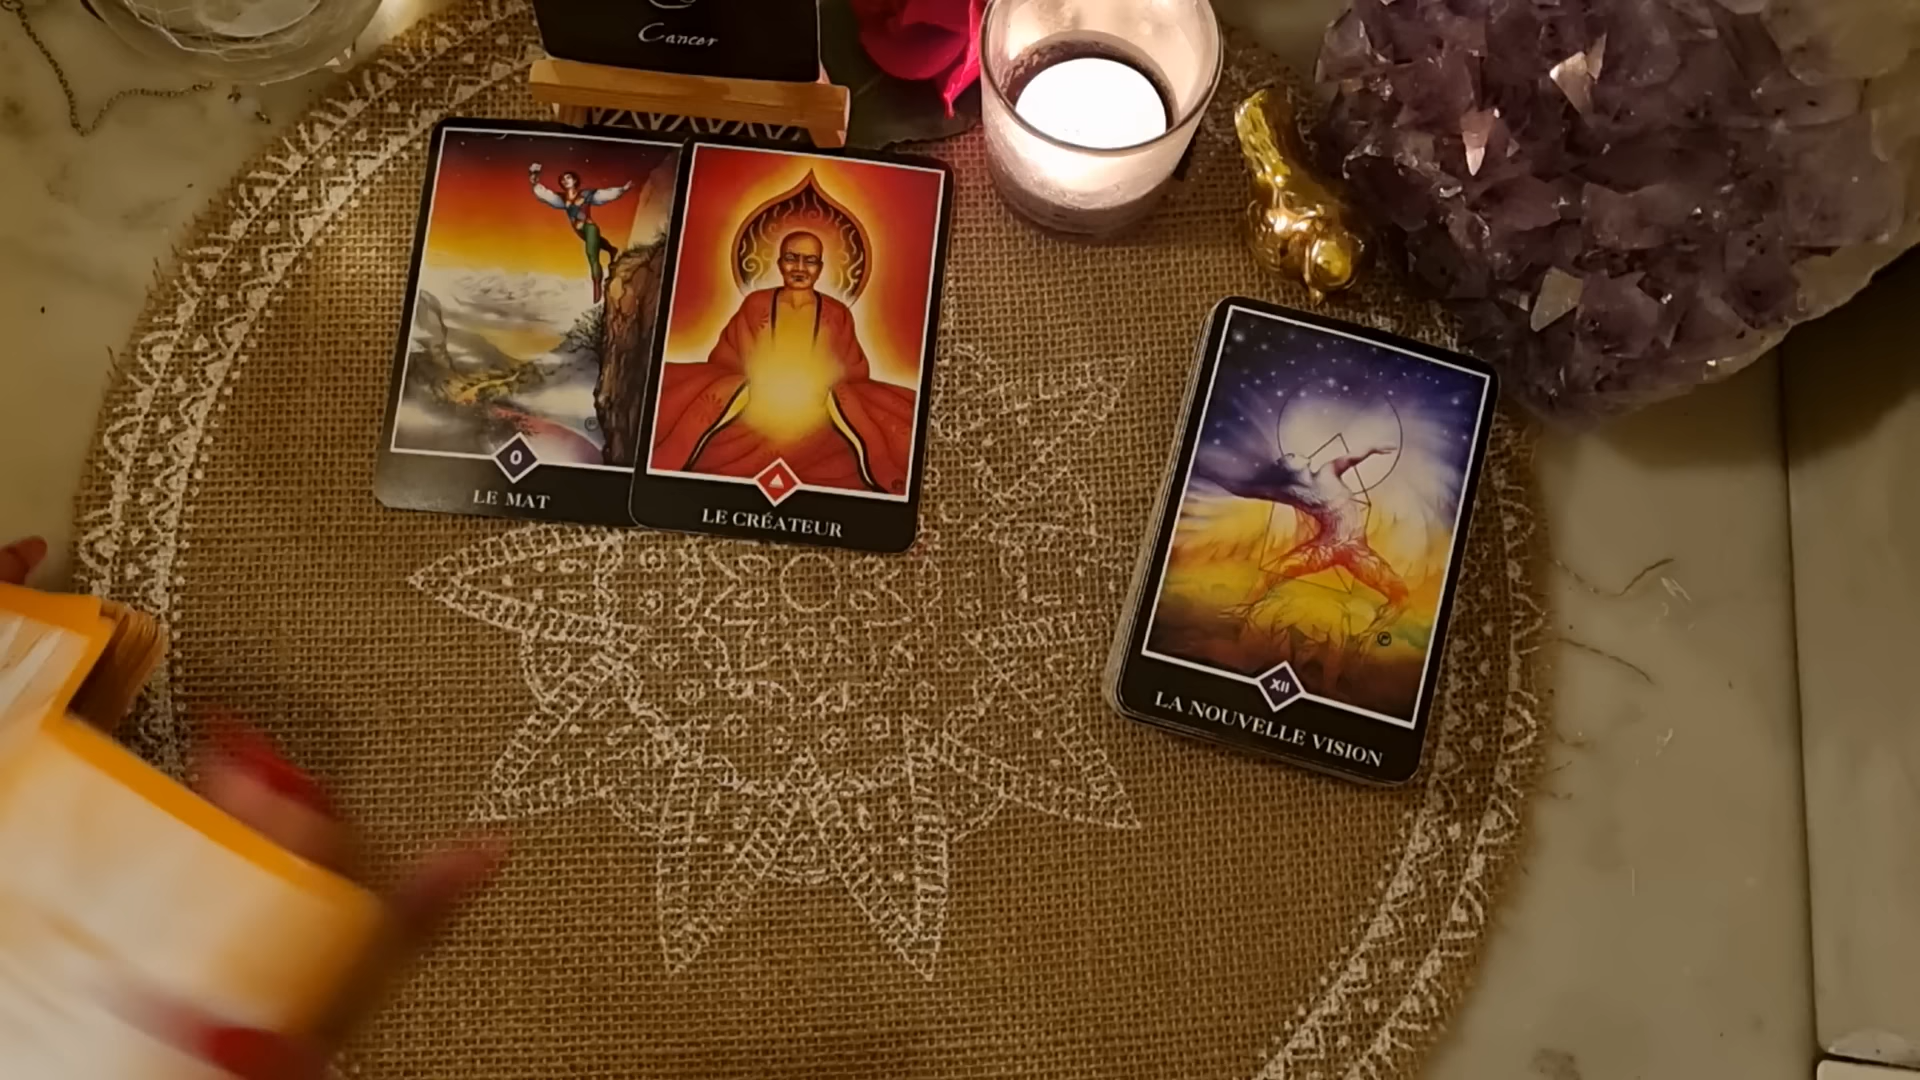 Cancer
0
LE MAT
LE CRÉATEUR
XII
LA NOUVELLE VISION